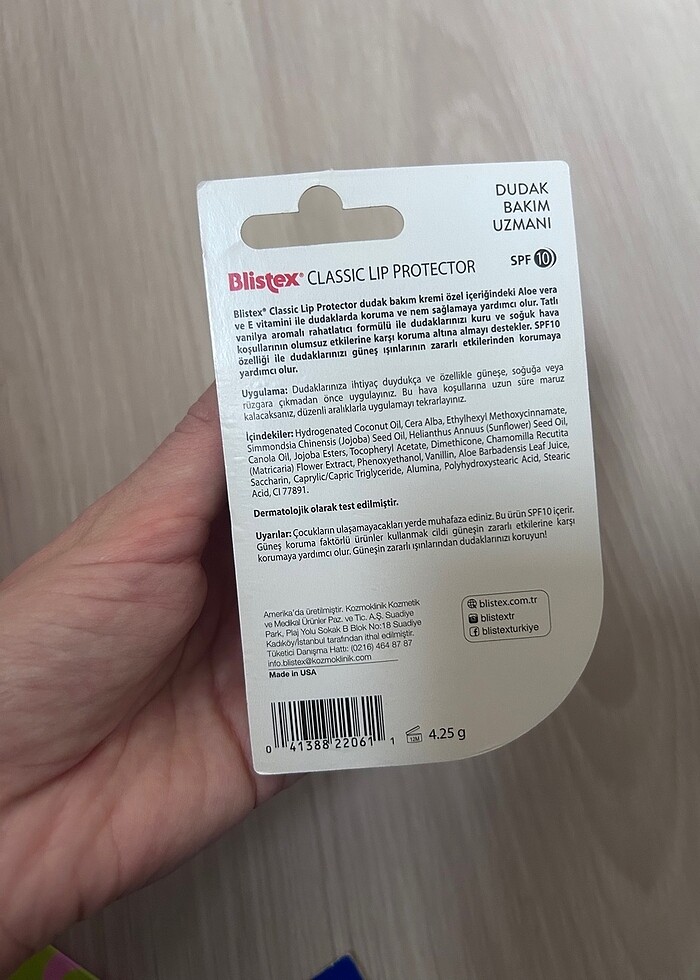 DUDAK
BAKIM
UZMANI
Blistex® CLASSIC LIP PROTECTOR SPF 10
Blistex® Classic Lip Protector dudak bakım kremi özel içeriğindeki Aloe vera
ve E vitamini ile dudaklarda koruma ve nem sağlamaya yardımcı olur. Tatlı
vanilya aromalı rahatlatıcı formülü ile dudaklarınızı kuru ve soğuk hava
koşullarının olumsuz etkilerine karşı koruma altına almayı destekler. SPF10
özelliği ile dudaklarınızı güneş ışınlarının zararlı etkilerinden korumaya
yardımcı olur.
Uygulama: Dudaklarınıza ihtiyaç duydukça ve özellikle güneşe, soğuğa veya
rüzgara çıkmadan önce uygulayınız. Bu hava koşullarına uzun süre maruz
kalacaksanız, düzenli aralıklarla uygulamayı tekrarlayınız.
İçindekiler: Hydrogenated Coconut Oil, Cera Alba, Ethylhexyl Methoxycinnamate,
Simmondsia Chinensis (Jojoba) Seed Oil, Helianthus Annuus (Sunflower) Seed Oil,
Canola Oil, Jojoba Esters, Tocopheryl Acetate, Dimethicone, Chamomilla Recutita
(Matricaria) Flower Extract, Phenoxyethanol, Vanillin, Aloe Barbadensis Leaf Juice,
Saccharin, Caprylic/Capric Triglyceride, Alumina, Polyhydroxystearic Acid, Stearic
Acid, CI 77891.
Dermatolojik olarak test edilmiştir.
Uyarılar: Çocukların ulaşamayacakları yerde muhafaza ediniz. Bu ürün SPF10 içerir.
Güneş koruma faktörlü ürünler kullanmak cildi güneşin zararlı etkilerine karşı
korumaya yardımcı olur. Güneşin zararlı ışınlarından dudaklarınızı koruyun!
Amerika'da üretilmiştir. Kozmoklinik Kozmetik
ve Medikal Ürünler Paz. ve Tic. A.Ş. Suadiye
Park, Plaj Yolu Sokak B Blok No:18 Suadiye
Kadıköy/İstanbul tarafından ithal edilmiştir.
Tüketici Danışma Hattı: (0216) 464 87 87
info.blistex@kozmoklinik.com
Made in USA
blistex.com.tr
blistextr
blistexturkiye
0 41388 22061 1
12M
4.25 g